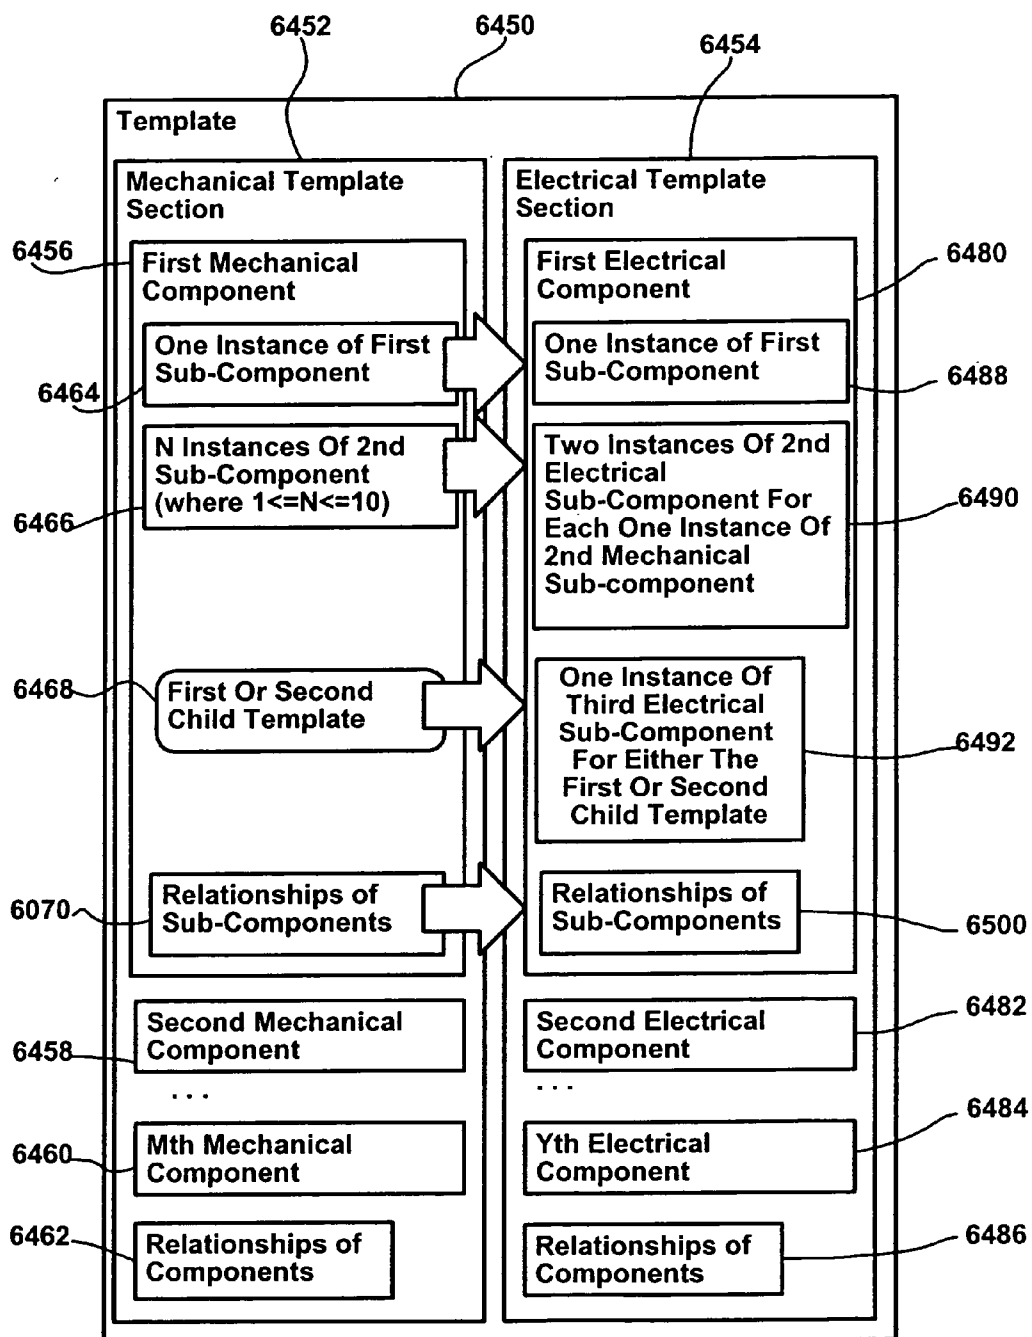 6452
6450
6454
Template
Mechanical Template
Section
Electrical Template
Section
6456
First Mechanical
Component
First Electrical
Component
6480
One Instance of First
Sub-Component
One Instance of First
Sub-Component
6464
6488
N Instances Of 2nd
Sub-Component
(where 1<=N<=10)
Two Instances Of 2nd
Electrical
Sub-Component For
Each One Instance Of
2nd Mechanical
Sub-component
6466
6490
6468
First Or Second
Child Template
One Instance Of
Third Electrical
Sub-Component
For Either The
First Or Second
Child Template
6492
6070
Relationships of
Sub-Components
Relationships of
Sub-Components
6500
Second Mechanical
Component
Second Electrical
Component
6482
6458
. . .
. . .
6484
6460
Mth Mechanical
Component
Yth Electrical
Component
6462
Relationships of
Components
Relationships of
Components
6486